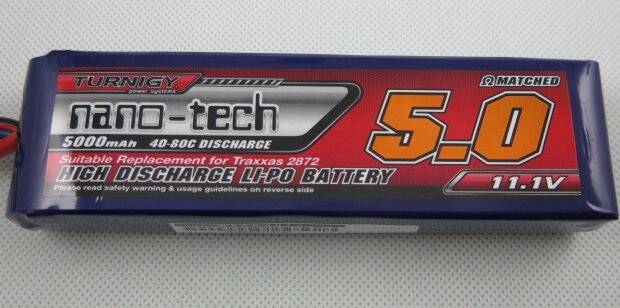 TURNIGY
power systems
Ω MATCHED
nano-tech
5.0
5000mAh 40-80C DISCHARGE
Suitable Replacement for Traxxas 2872
HIGH DISCHARGE LI-PO BATTERY
11.1V
Please read safety warning & usage guidelines on reverse side